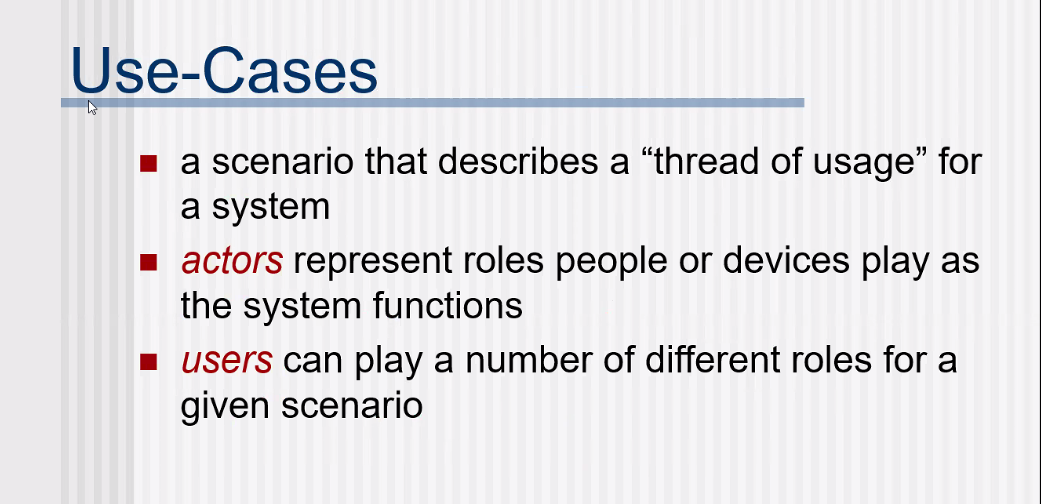 Use-Cases
a scenario that describes a “thread of usage” for
a system
actors represent roles people or devices play as
the system functions
users can play a number of different roles for a
given scenario